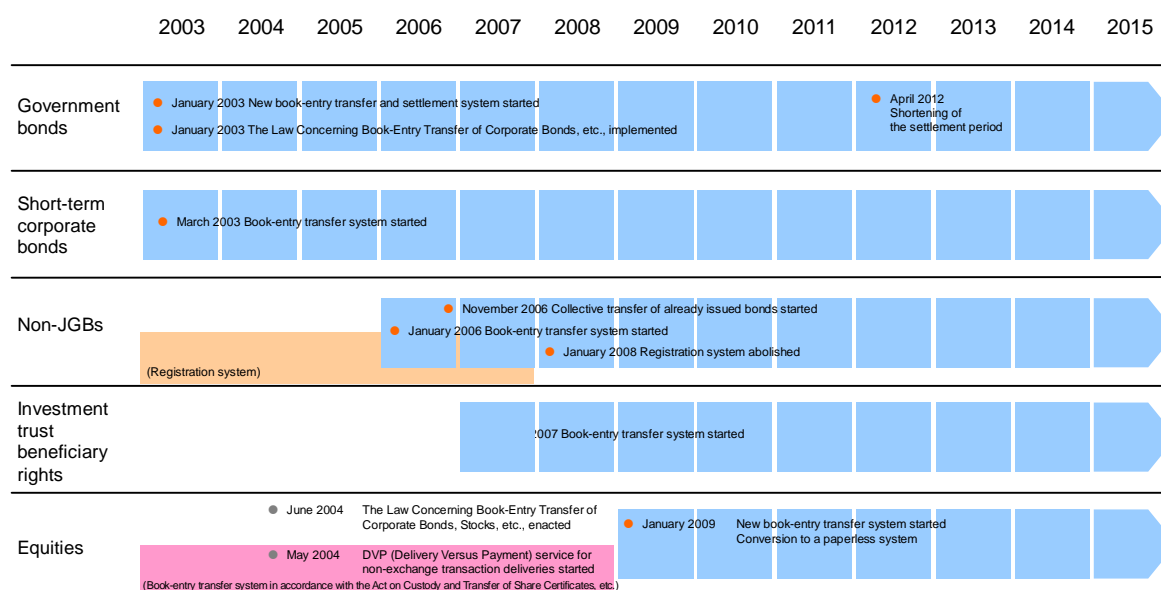 2003 2004 2005 2006 2007 2008 2009 2010 2011 2012 2013 2014 2015
Government
bonds
January 2003 New book-entry transfer and settlement system started
January 2003 The Law Concerning Book-Entry Transfer of Corporate Bonds, etc., implemented
April 2012
Shortening of
the settlement period
Short-term
corporate
bonds
March 2003 Book-entry transfer system started
Non-JGBs
November 2006 Collective transfer of already issued bonds started
January 2006 Book-entry transfer system started
January 2008 Registration system abolished
(Registration system)
Investment
trust
beneficiary
rights
2007 Book-entry transfer system started
Equities
June 2004 The Law Concerning Book-Entry Transfer of
Corporate Bonds, Stocks, etc., enacted
May 2004 DVP (Delivery Versus Payment) service for
non-exchange transaction deliveries started
(Book-entry transfer system in accordance with the Act on Custody and Transfer of Share Certificates, etc.)
January 2009 New book-entry transfer system started
Conversion to a paperless system